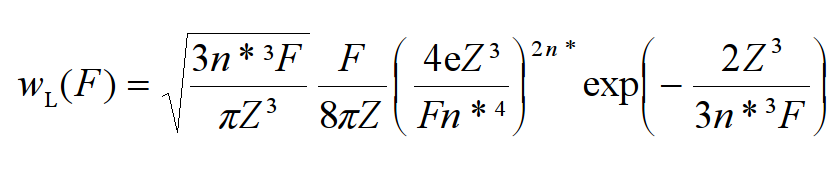 w_L(F) = √(3n*³F / πZ³) F / 8πZ (4eZ³ / Fn*⁴)^2n* exp(− 2Z³ / 3n*³F)